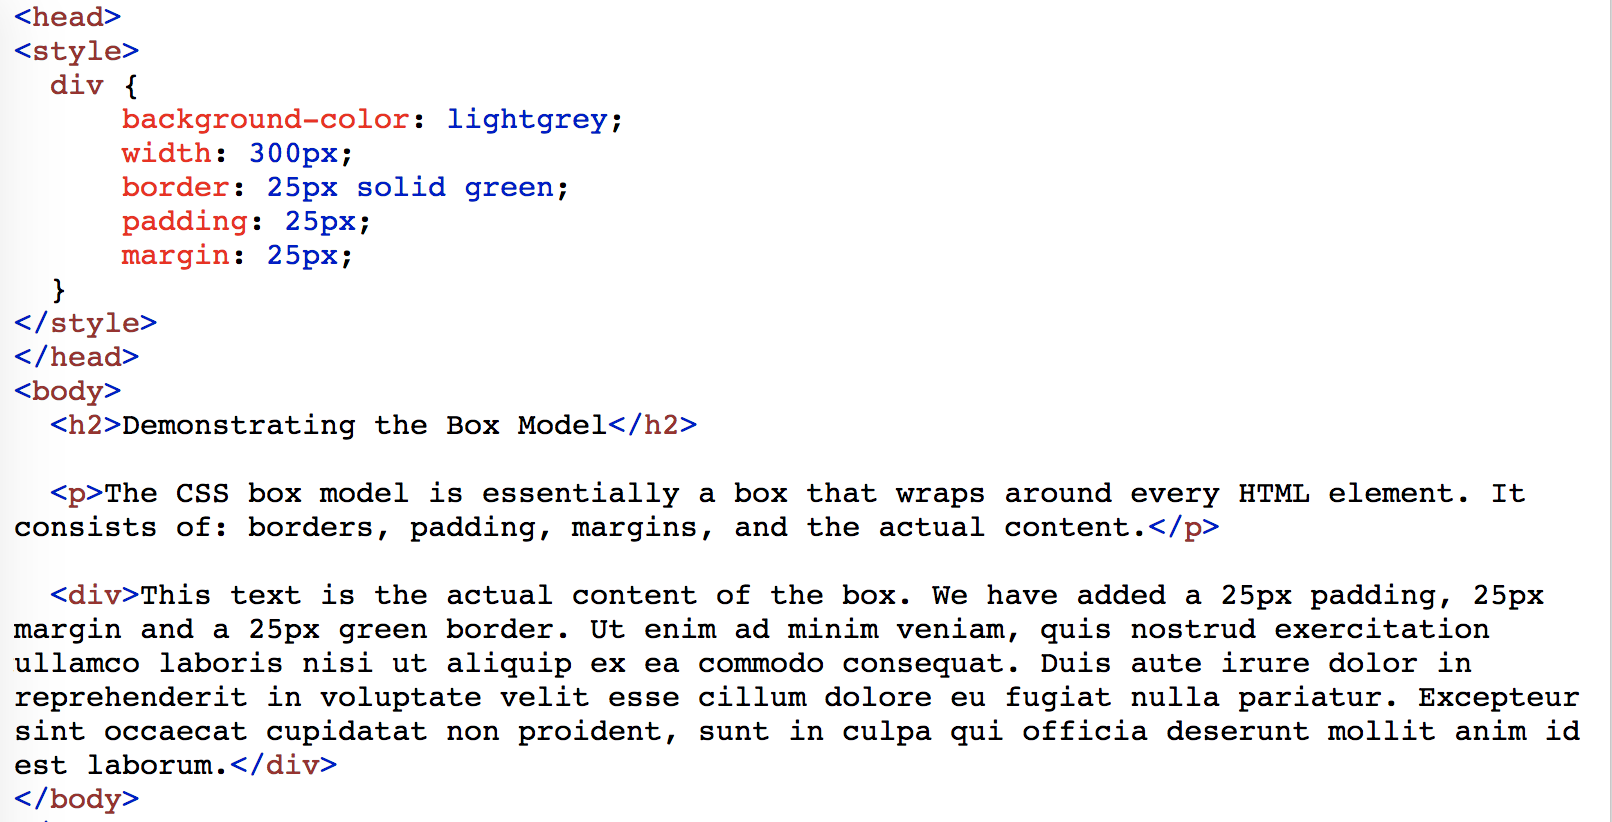 <head>
<style>
  div {
      background-color: lightgrey;
      width: 300px;
      border: 25px solid green;
      padding: 25px;
      margin: 25px;
  }
</style>
</head>
<body>
  <h2>Demonstrating the Box Model</h2>

  <p>The CSS box model is essentially a box that wraps around every HTML element. It
consists of: borders, padding, margins, and the actual content.</p>

  <div>This text is the actual content of the box. We have added a 25px padding, 25px
margin and a 25px green border. Ut enim ad minim veniam, quis nostrud exercitation
ullamco laboris nisi ut aliquip ex ea commodo consequat. Duis aute irure dolor in
reprehenderit in voluptate velit esse cillum dolore eu fugiat nulla pariatur. Excepteur
sint occaecat cupidatat non proident, sunt in culpa qui officia deserunt mollit anim id
est laborum.</div>
</body>